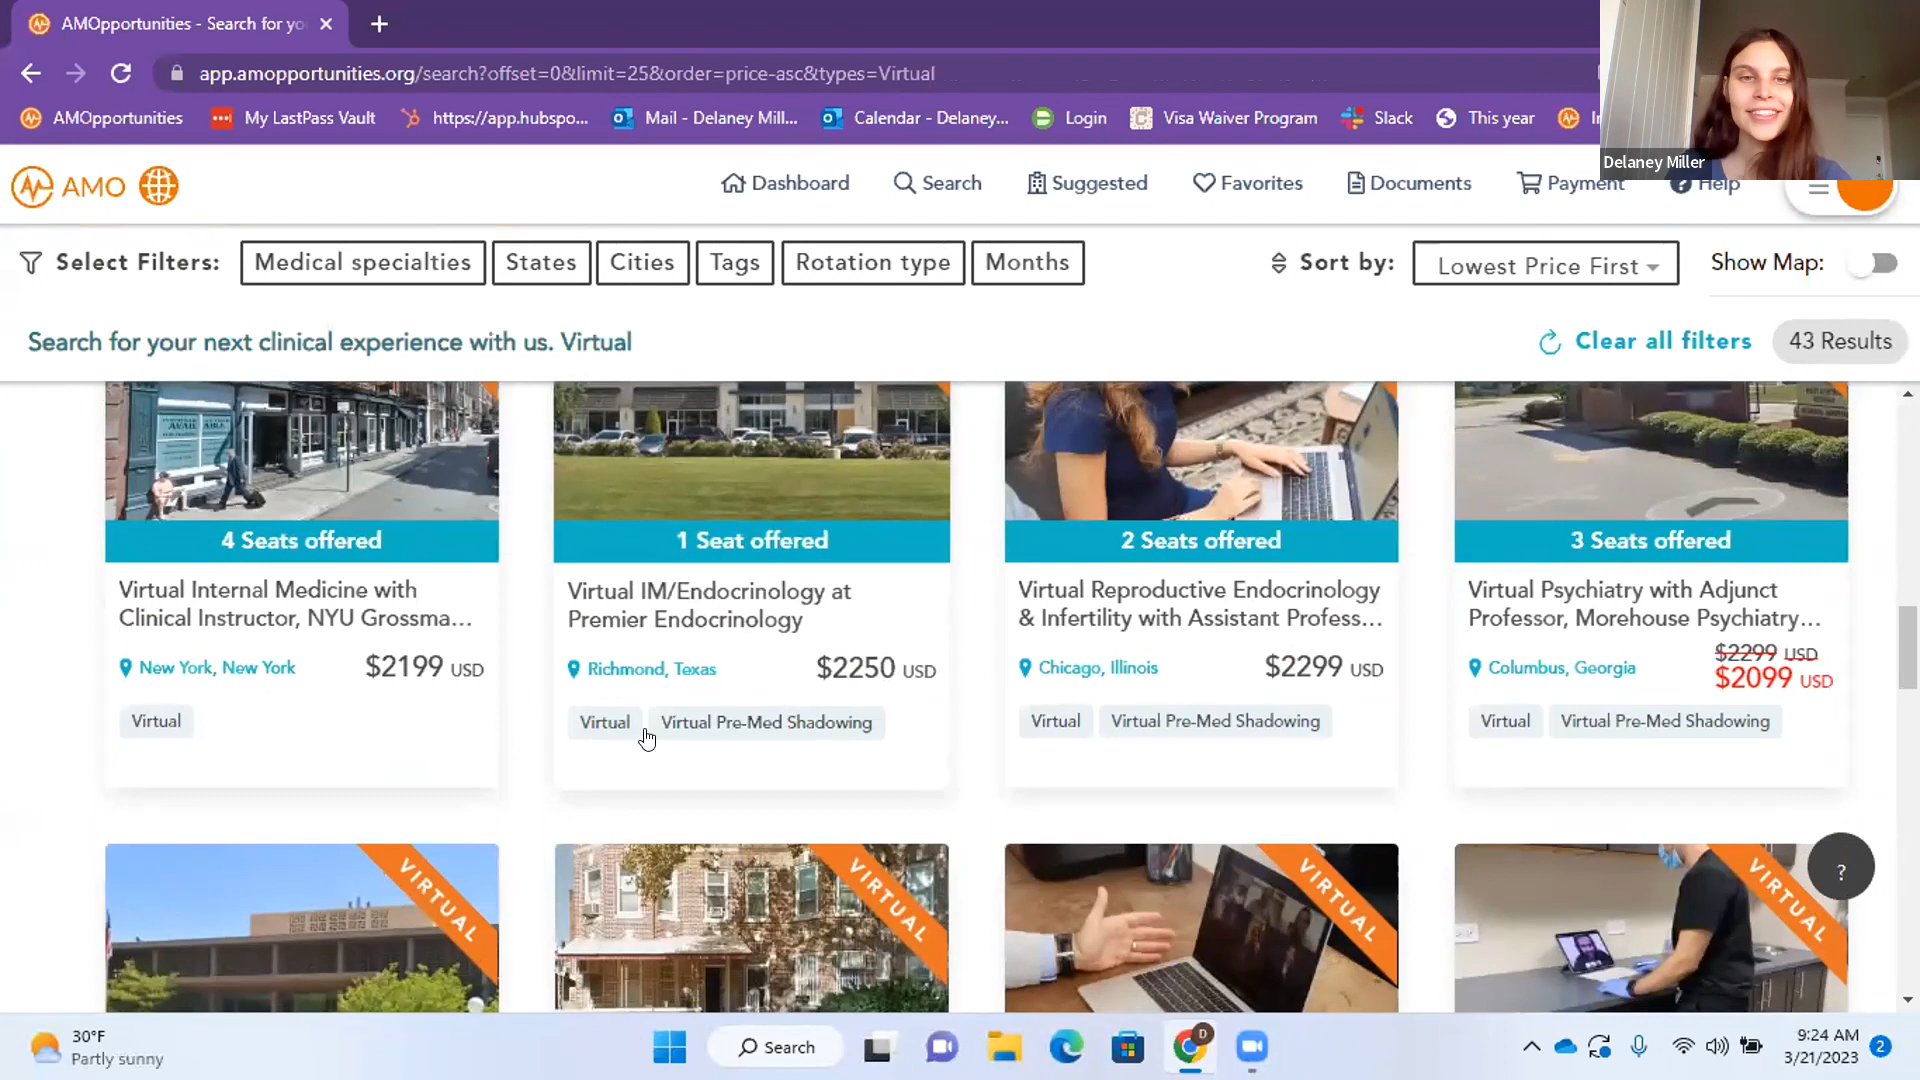 AMOpportunities - Search for yo
app.amopportunities.org/search?offset=0&limit=25&order=price-asc&types=Virtual
AMOpportunities
My LastPass Vault
https://app.hubspo...
Mail - Delaney Mill...
Calendar - Delaney...
Login
Visa Waiver Program
Slack
This year
Delaney Miller
AMO
Dashboard
Search
Suggested
Favorites
Documents
Payment
Help
Select Filters:
Medical specialties
States
Cities
Tags
Rotation type
Months
Sort by:
Lowest Price First
Show Map:
Search for your next clinical experience with us. Virtual
Clear all filters
43 Results
4 Seats offered
Virtual Internal Medicine with
Clinical Instructor, NYU Grossma...
New York, New York
$2199 USD
Virtual
1 Seat offered
Virtual IM/Endocrinology at
Premier Endocrinology
Richmond, Texas
$2250 USD
Virtual
Virtual Pre-Med Shadowing
2 Seats offered
Virtual Reproductive Endocrinology
& Infertility with Assistant Profess...
Chicago, Illinois
$2299 USD
Virtual
Virtual Pre-Med Shadowing
3 Seats offered
Virtual Psychiatry with Adjunct
Professor, Morehouse Psychiatry...
Columbus, Georgia
$2299 USD
$2099 USD
Virtual
Virtual Pre-Med Shadowing
VIRTUAL
VIRTUAL
VIRTUAL
VIRTUAL
?
30°F
Partly sunny
Search
D
9:24 AM
3/21/2023
2